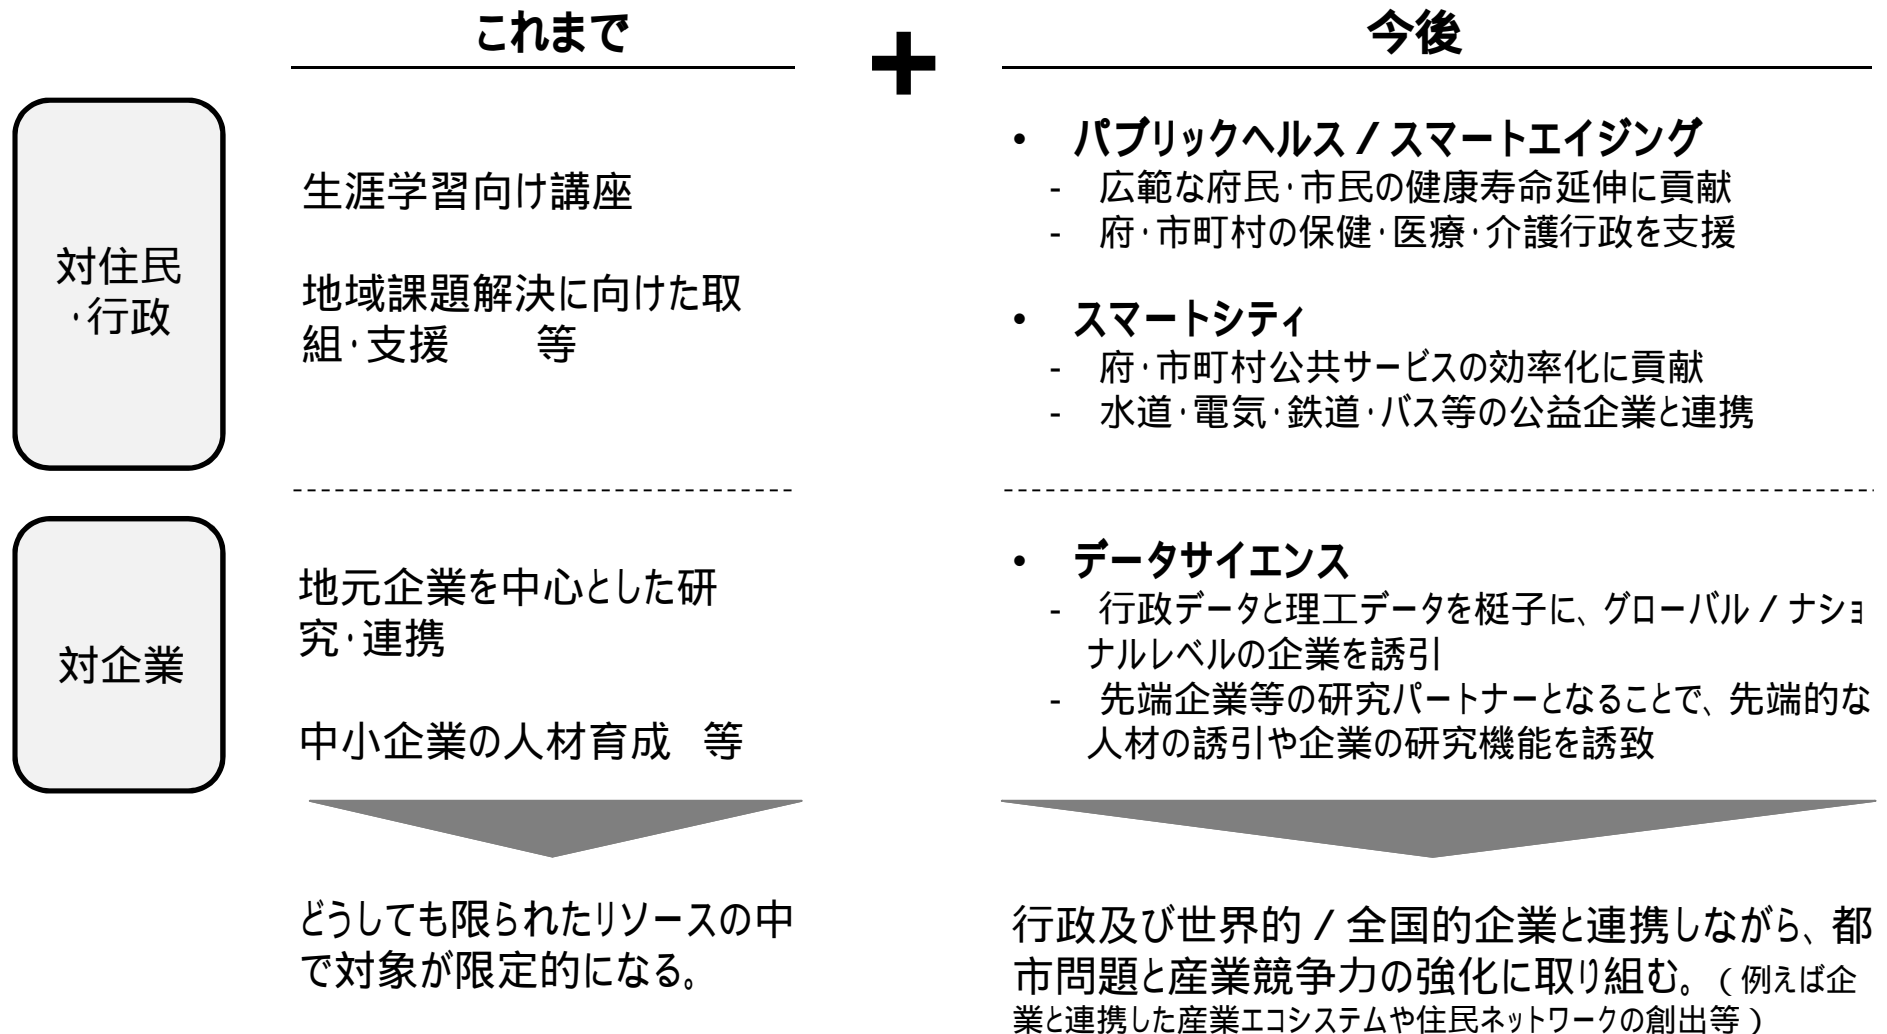 これまで
+
今後
対住民
・行政
生涯学習向け講座
地域課題解決に向けた取
組・支援　　等
• パブリックヘルス / スマートエイジング
- 広範な府民・市民の健康寿命延伸に貢献
- 府・市町村の保健・医療・介護行政を支援
• スマートシティ
- 府・市町村公共サービスの効率化に貢献
- 水道・電気・鉄道・バス等の公益企業と連携
対企業
地元企業を中心とした研
究・連携
中小企業の人材育成　等
• データサイエンス
- 行政データと理工データを梃子に、グローバル / ナショ
ナルレベルの企業を誘引
- 先端企業等の研究パートナーとなることで、先端的な
人材の誘引や企業の研究機能を誘致
どうしても限られたリソースの中
で対象が限定的になる。
行政及び世界的 / 全国的企業と連携しながら、都
市問題と産業競争力の強化に取り組む。（例えば企
業と連携した産業エコシステムや住民ネットワークの創出等）